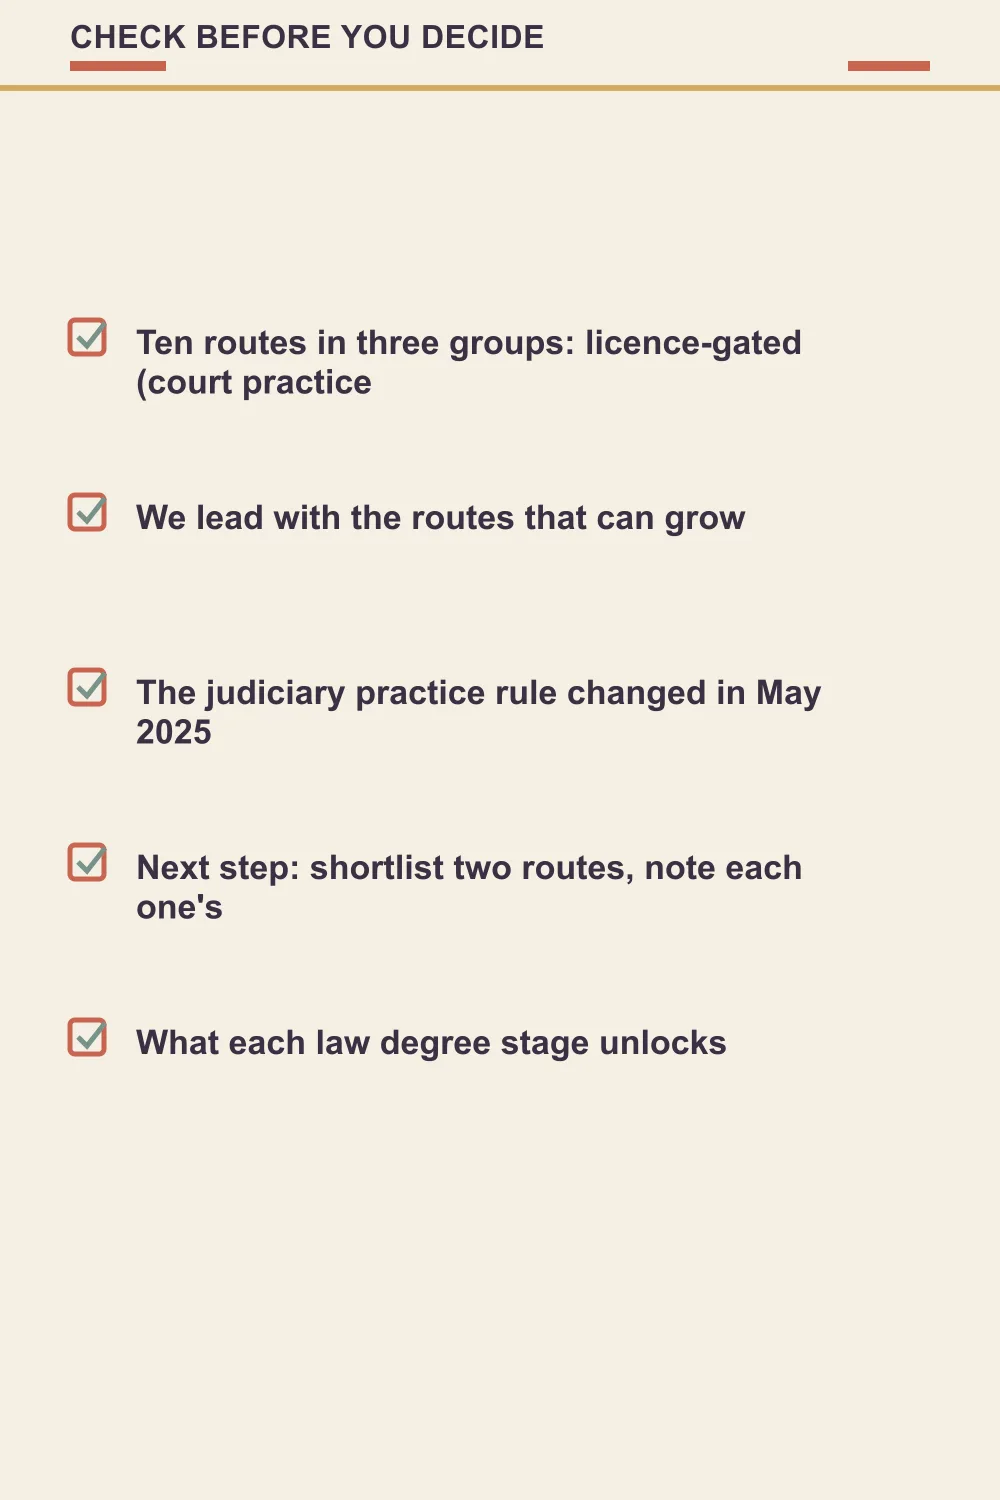 CHECK BEFORE YOU DECIDE
Ten routes in three groups: licence-gated
(court practice
We lead with the routes that can grow
The judiciary practice rule changed in May
2025
Next step: shortlist two routes, note each
one's
What each law degree stage unlocks